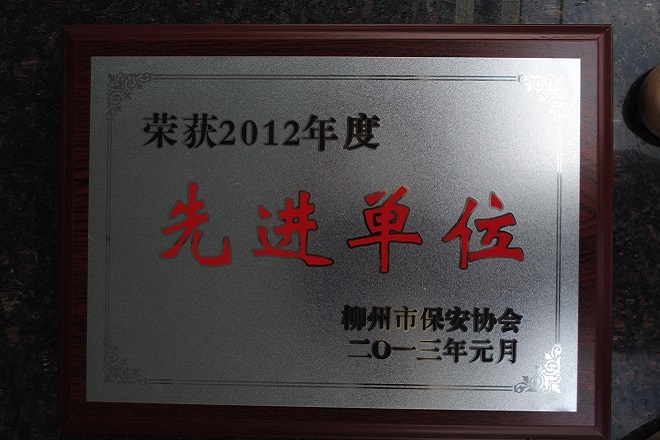 荣获2012年度
先进单位
柳州市保安协会
二〇一三年元月